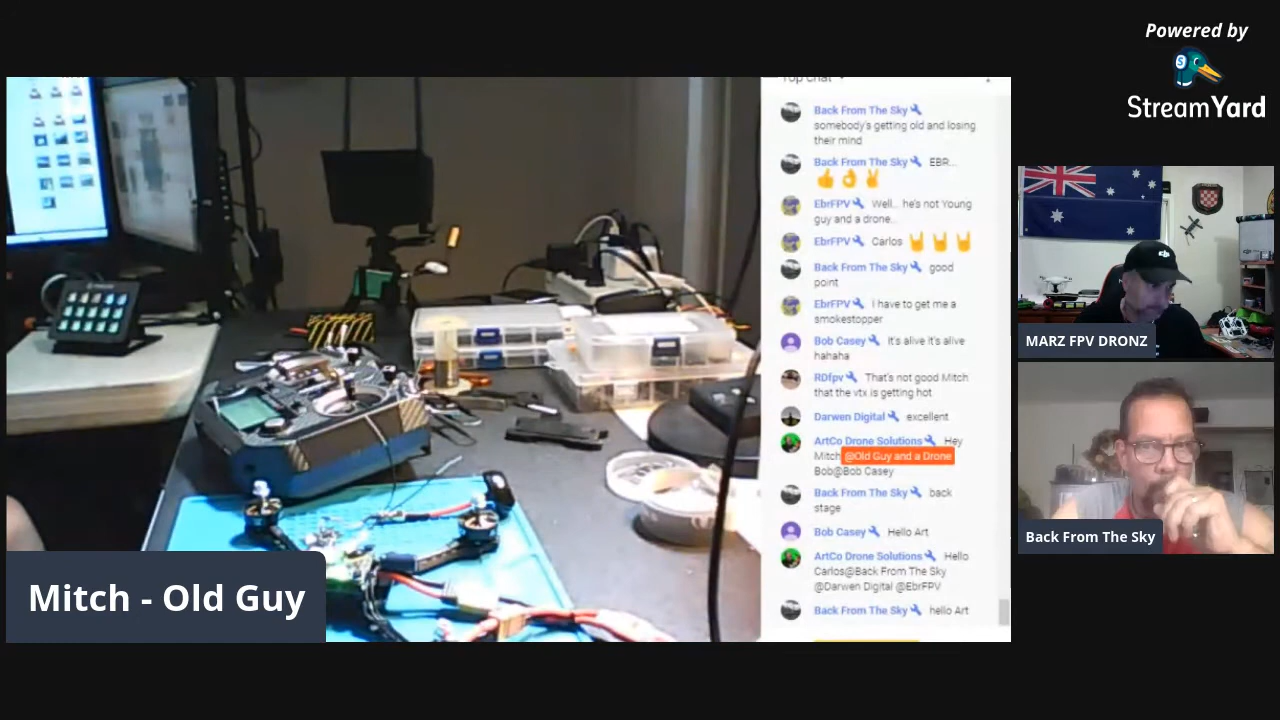 Powered by
StreamYard
Top chat
Back From The Sky
somebody's getting old and losing
their mind
Back From The Sky EBR...
EbrFPV Well... he's not Young
guy and a drone..
EbrFPV Carlos
Back From The Sky good
point
EbrFPV I have to get me a
smokestopper
Bob Casey It's alive it's alive
hahaha
RDfpv That's not good Mitch
that the vtx is getting hot
Darwen Digital excellent
ArtCo Drone Solutions Hey
Mitch @Old Guy and a Drone
Bob@Bob Casey
Back From The Sky back
stage
Bob Casey Hello Art
ArtCo Drone Solutions Hello
Carlos@Back From The Sky
@Darwen Digital @EbrFPV
Back From The Sky hello Art
Mitch - Old Guy
MARZ FPV DRONZ
Back From The Sky